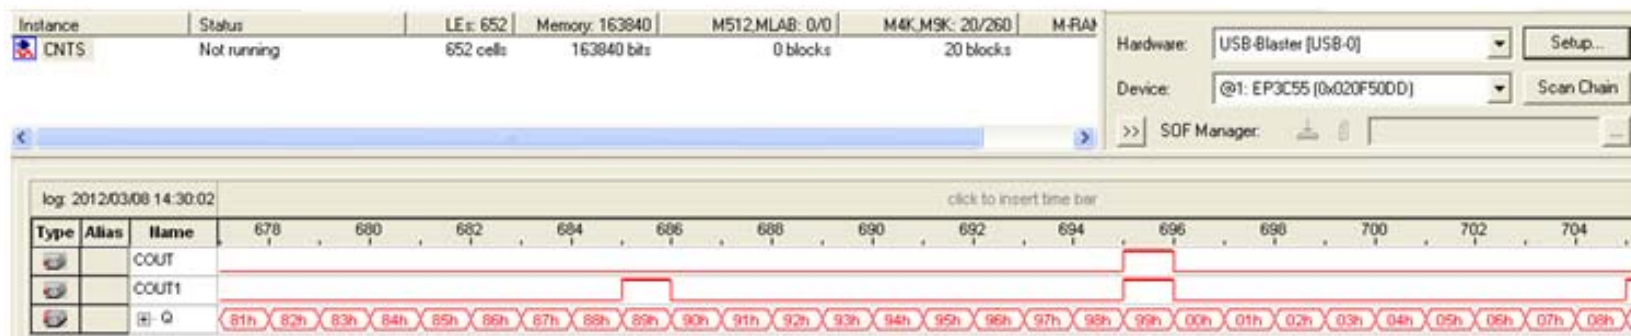 Instance Status LEs: 652 Memory: 163840 M512,MLAB: 0/0 M4K,M9K: 20/260 M-RAM
CNTS Not running 652 cells 163840 bits 0 blocks 20 blocks
Hardware: USB-Blaster [USB-0] Setup...
Device: @1: EP3C55 (0x020F50DD) Scan Chain
>> SOF Manager: ...
log: 2012/03/08 14:30:02 click to insert time bar
Type Alias Name 678 680 682 684 686 688 690 692 694 696 698 700 702 704
COUT
COUT1
Q 81h 82h 83h 84h 85h 86h 87h 88h 89h 90h 91h 92h 93h 94h 95h 96h 97h 98h 99h 00h 01h 02h 03h 04h 05h 06h 07h 08h